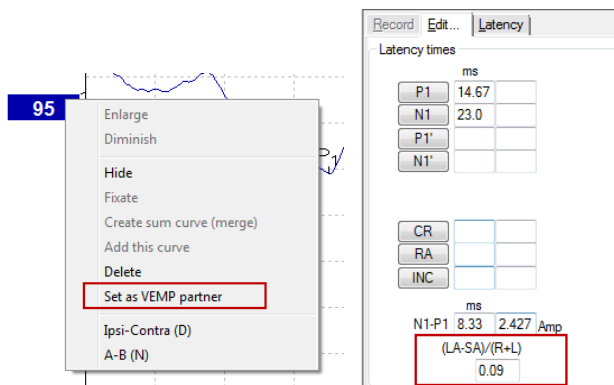 95
Enlarge
Diminish
Hide
Fixate
Create sum curve (merge)
Add this curve
Delete
Set as VEMP partner
Ipsi-Contra (D)
A-B (N)
Record Edit... Latency
Latency times
ms
P1 14.67
N1 23.0
P1'
N1'
CR
RA
INC
ms
N1-P1 8.33 2.427 Amp
(LA-SA)/(R+L)
0.09